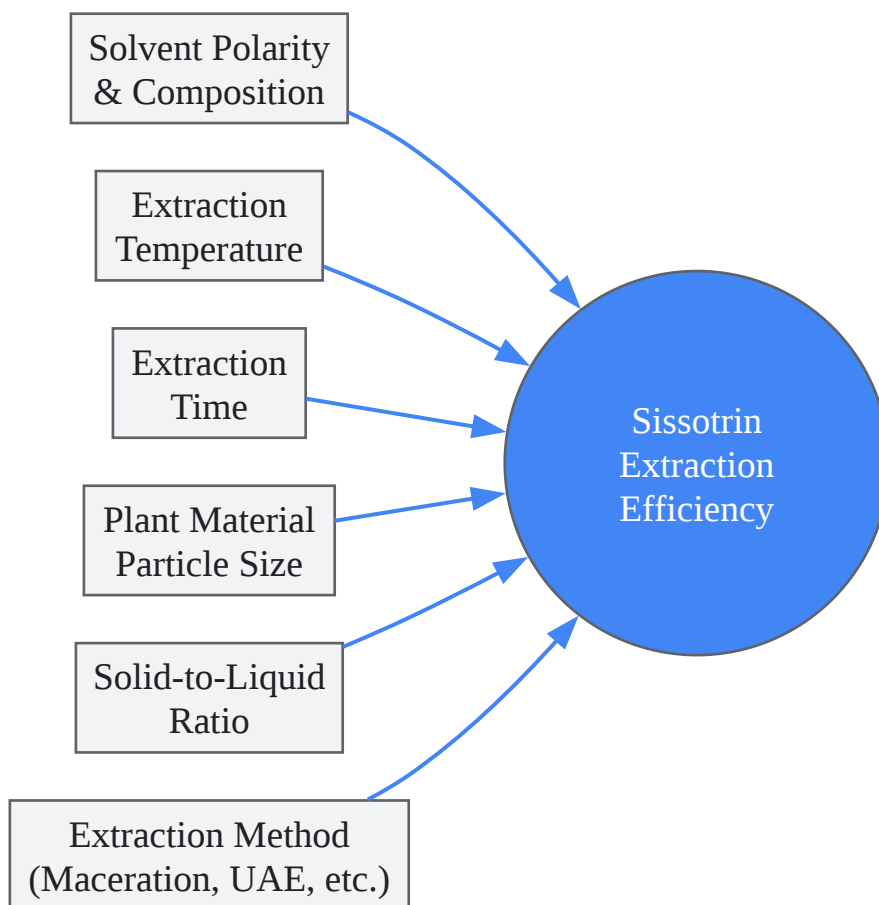 Solvent Polarity
& Composition
Extraction
Temperature
Extraction
Time
Plant Material
Particle Size
Solid-to-Liquid
Ratio
Extraction Method
(Maceration, UAE, etc.)
Sissotrin
Extraction
Efficiency